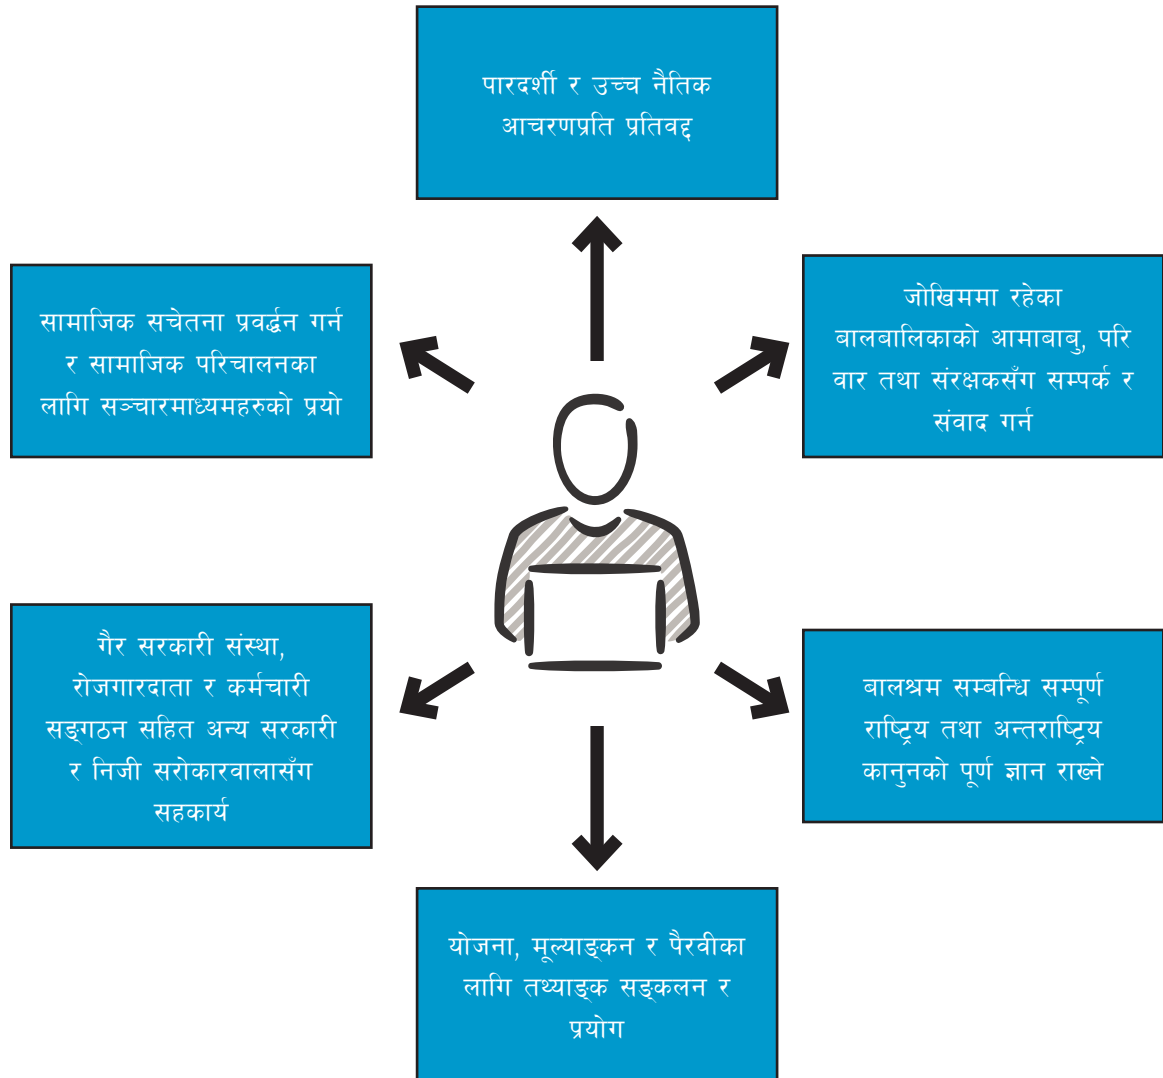 पारदर्शी र उच्च नैतिक
आचरणप्रति प्रतिवद्द
सामाजिक सचेतना प्रवर्द्धन गर्न
र सामाजिक परिचालनका
लागि सञ्चारमाध्यमहरुको प्रयो
जोखिममा रहेका
बालबालिकाको आमाबाबु, परि
वार तथा संरक्षकसँग सम्पर्क र
संवाद गर्न
गैर सरकारी संस्था,
रोजगारदाता र कर्मचारी
सङ्गठन सहित अन्य सरकारी
र निजी सरोकारवालासँग
सहकार्य
बालश्रम सम्बन्धि सम्पूर्ण
राष्ट्रिय तथा अन्तराष्ट्रिय
कानुनको पूर्ण ज्ञान राख्ने
योजना, मूल्याङ्कन र पैरवीका
लागि तथ्याङ्क सङ्कलन र
प्रयोग